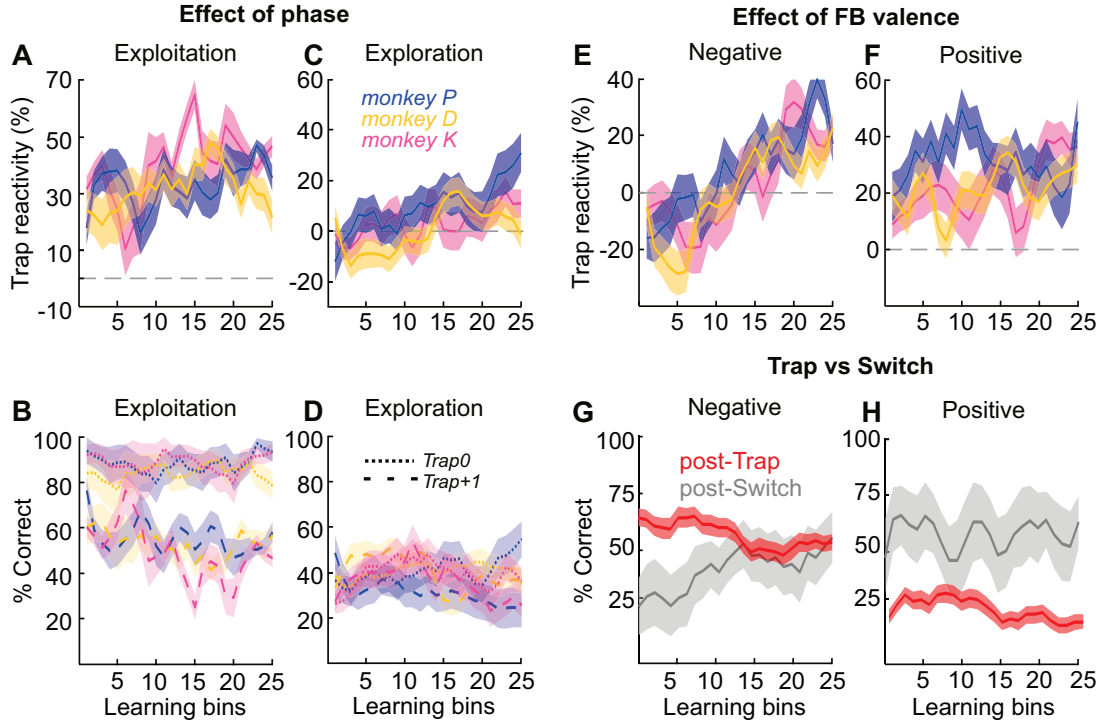 Effect of phase
Effect of FB valence
A
Exploitation
C
Exploration
E
Negative
F
Positive
Trap reactivity (%)
70
50
30
10
-10
5 10 15 20 25
60
40
20
0
-20
5 10 15 20 25
monkey P
monkey D
monkey K
Trap reactivity (%)
40
20
0
-20
5 10 15 20 25
60
40
20
0
5 10 15 20 25
Trap vs Switch
B
Exploitation
D
Exploration
G
Negative
H
Positive
% Correct
100
80
60
40
20
5 10 15 20 25
Learning bins
100
80
60
40
20
Trap0
Trap+1
5 10 15 20 25
Learning bins
% Correct
100
75
50
25
post-Trap
post-Switch
5 10 15 20 25
Learning bins
100
75
50
25
5 10 15 20 25
Learning bins